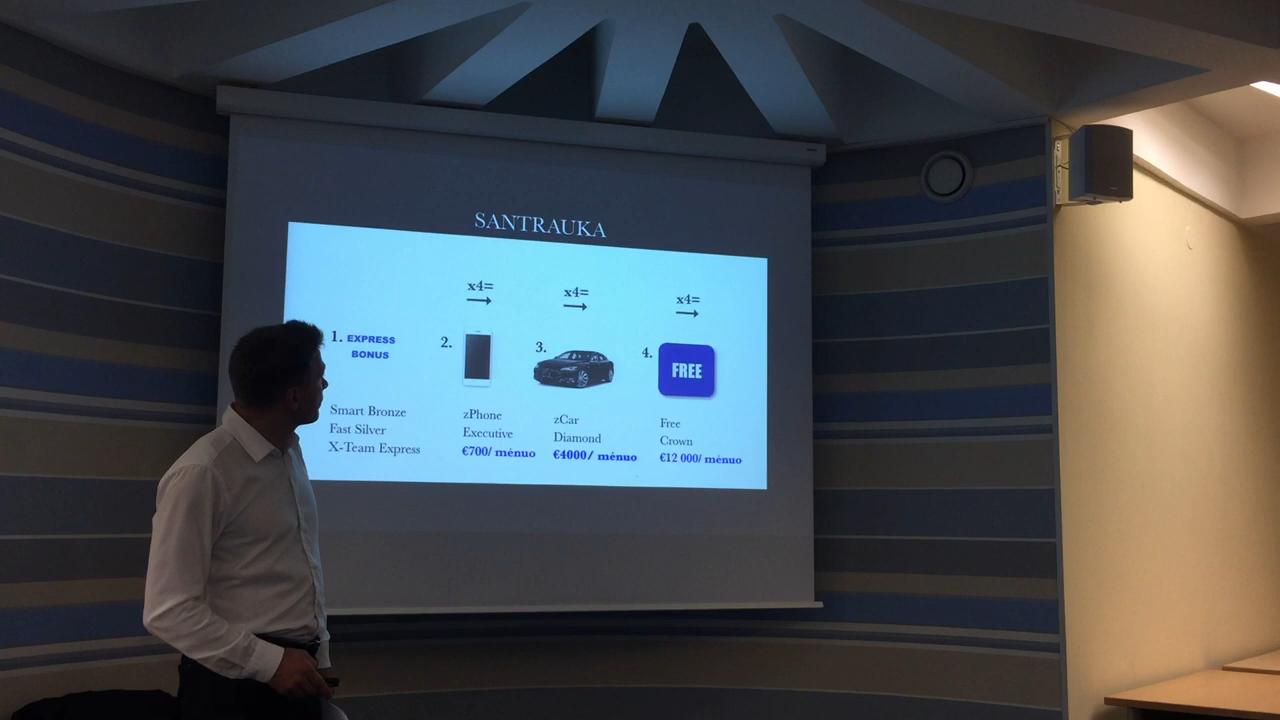 SANTRAUKA
x4=
x4=
x4=
1. EXPRESS
BONUS
2.
3.
4.
FREE
Smart Bronze
Fast Silver
X-Team Express
zPhone
Executive
€700/ mėnuo
zCar
Diamond
€4000/ mėnuo
Free
Crown
€12 000/ mėnuo